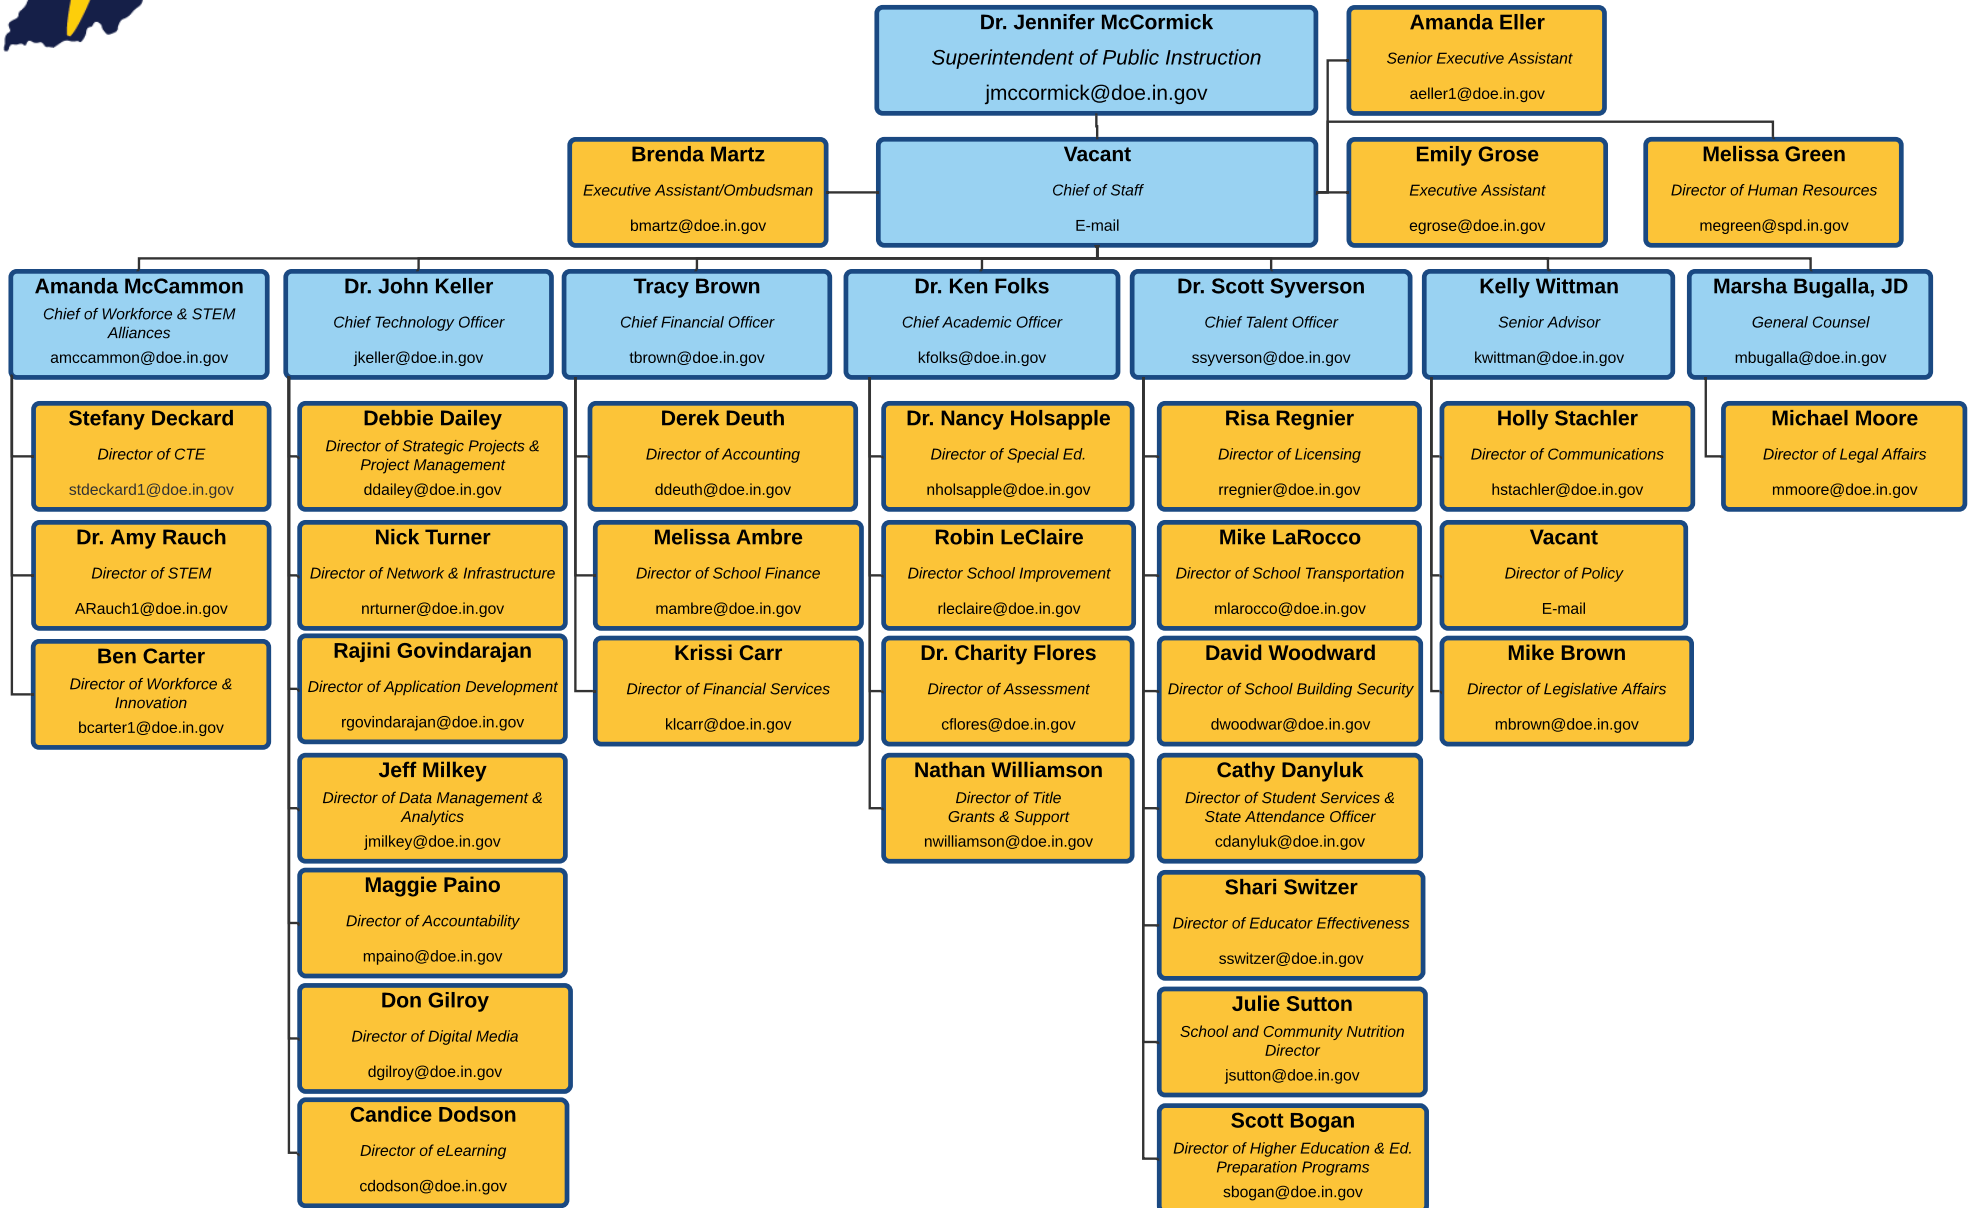 Dr. Jennifer McCormick
Superintendent of Public Instruction
jmccormick@doe.in.gov
Amanda Eller
Senior Executive Assistant
aeller1@doe.in.gov
Brenda Martz
Executive Assistant/Ombudsman
bmartz@doe.in.gov
Vacant
Chief of Staff
E-mail
Emily Grose
Executive Assistant
egrose@doe.in.gov
Melissa Green
Director of Human Resources
megreen@spd.in.gov
Amanda McCammon
Chief of Workforce & STEM
Alliances
amccammon@doe.in.gov
Dr. John Keller
Chief Technology Officer
jkeller@doe.in.gov
Tracy Brown
Chief Financial Officer
tbrown@doe.in.gov
Dr. Ken Folks
Chief Academic Officer
kfolks@doe.in.gov
Dr. Scott Syverson
Chief Talent Officer
ssyverson@doe.in.gov
Kelly Wittman
Senior Advisor
kwittman@doe.in.gov
Marsha Bugalla, JD
General Counsel
mbugalla@doe.in.gov
Stefany Deckard
Director of CTE
stdeckard1@doe.in.gov
Dr. Amy Rauch
Director of STEM
ARauch1@doe.in.gov
Ben Carter
Director of Workforce &
Innovation
bcarter1@doe.in.gov
Debbie Dailey
Director of Strategic Projects &
Project Management
ddailey@doe.in.gov
Nick Turner
Director of Network & Infrastructure
nrturner@doe.in.gov
Rajini Govindarajan
Director of Application Development
rgovindarajan@doe.in.gov
Jeff Milkey
Director of Data Management &
Analytics
jmilkey@doe.in.gov
Maggie Paino
Director of Accountability
mpaino@doe.in.gov
Don Gilroy
Director of Digital Media
dgilroy@doe.in.gov
Candice Dodson
Director of eLearning
cdodson@doe.in.gov
Derek Deuth
Director of Accounting
ddeuth@doe.in.gov
Melissa Ambre
Director of School Finance
mambre@doe.in.gov
Krissi Carr
Director of Financial Services
klcarr@doe.in.gov
Dr. Nancy Holsapple
Director of Special Ed.
nholsapple@doe.in.gov
Robin LeClaire
Director School Improvement
rleclaire@doe.in.gov
Dr. Charity Flores
Director of Assessment
cflores@doe.in.gov
Nathan Williamson
Director of Title
Grants & Support
nwilliamson@doe.in.gov
Risa Regnier
Director of Licensing
rregnier@doe.in.gov
Mike LaRocco
Director of School Transportation
mlarocco@doe.in.gov
David Woodward
Director of School Building Security
dwoodwar@doe.in.gov
Cathy Danyluk
Director of Student Services &
State Attendance Officer
cdanyluk@doe.in.gov
Shari Switzer
Director of Educator Effectiveness
sswitzer@doe.in.gov
Julie Sutton
School and Community Nutrition
Director
jsutton@doe.in.gov
Scott Bogan
Director of Higher Education & Ed.
Preparation Programs
sbogan@doe.in.gov
Holly Stachler
Director of Communications
hstachler@doe.in.gov
Vacant
Director of Policy
E-mail
Mike Brown
Director of Legislative Affairs
mbrown@doe.in.gov
Michael Moore
Director of Legal Affairs
mmoore@doe.in.gov